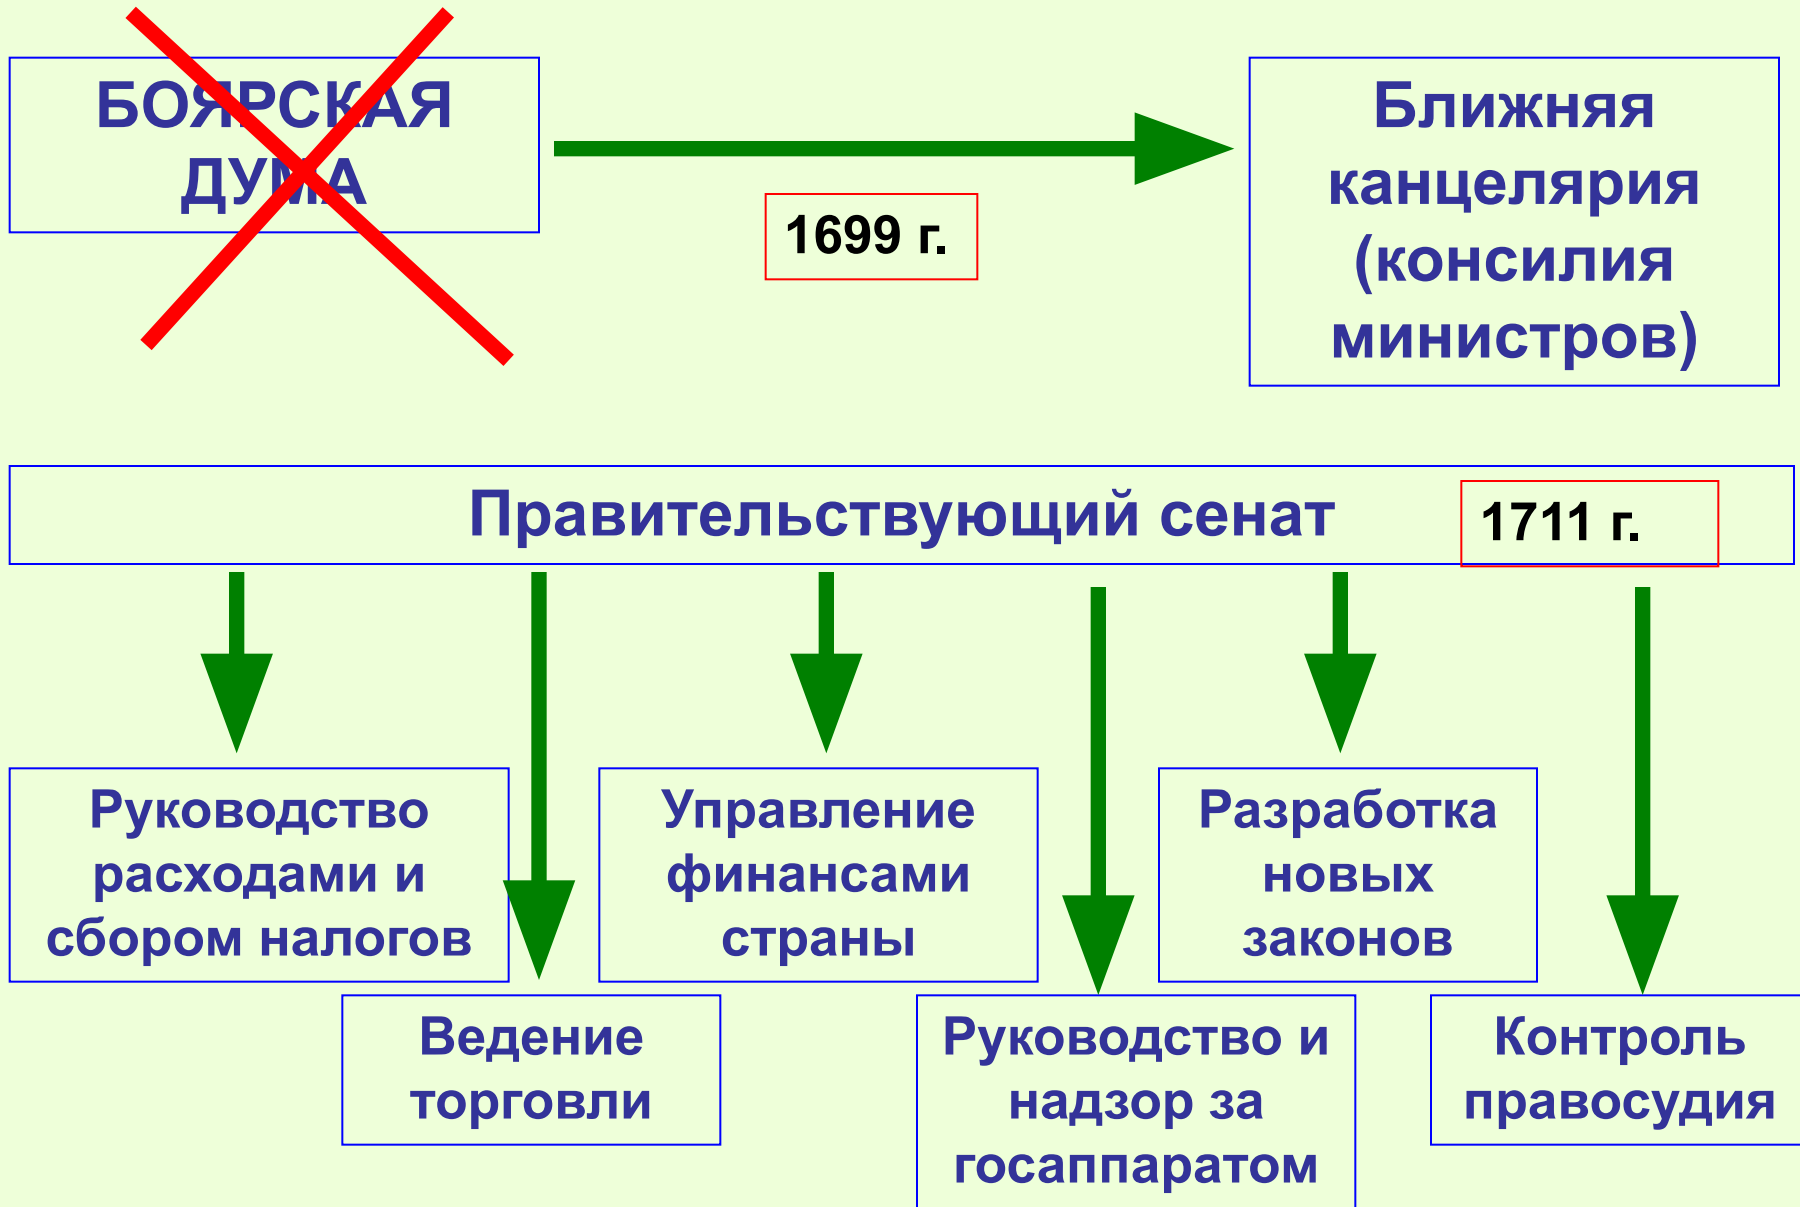 БОЯРСКАЯ
ДУМА
1699 г.
Ближняя
канцелярия
(консилия
министров)
Правительствующий сенат
1711 г.
Руководство
расходами и
сбором налогов
Ведение
торговли
Управление
финансами
страны
Руководство и
надзор за
госаппаратом
Разработка
новых
законов
Контроль
правосудия